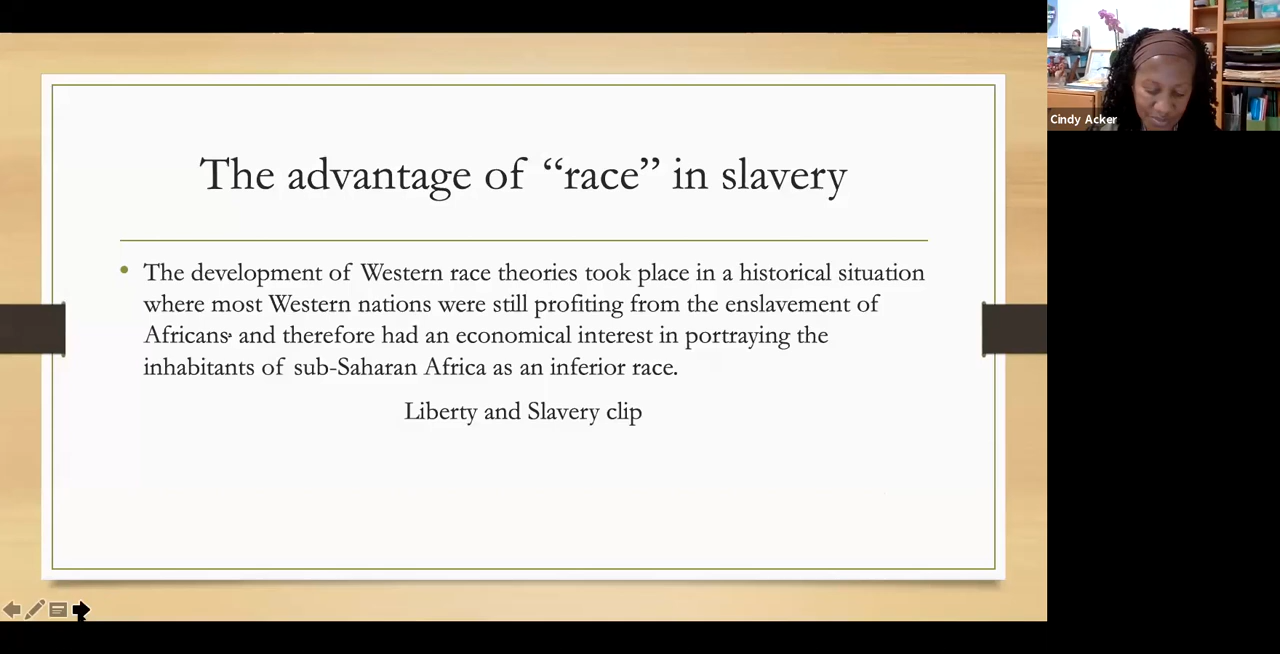 The advantage of “race” in slavery
• The development of Western race theories took place in a historical situation
where most Western nations were still profiting from the enslavement of
Africans and therefore had an economical interest in portraying the
inhabitants of sub-Saharan Africa as an inferior race.
Liberty and Slavery clip
Cindy Acker